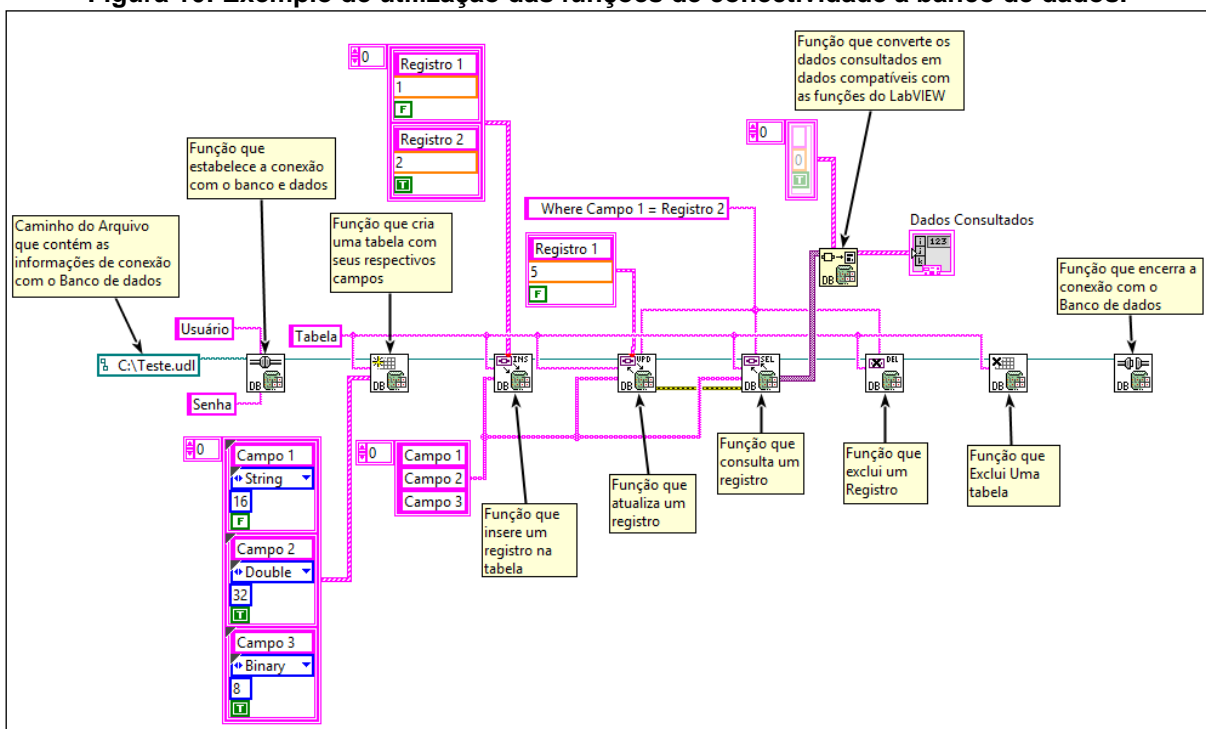 Figura 10: Exemplo de utilização das funções de conectividade a banco de dados.
Função que converte os
dados consultados em
dados compatíveis com
as funções do LabVIEW
0
Registro 1
1
F
Registro 2
2
T
0
0
Função que
estabelece a conexão
com o banco e dados
Where Campo 1 = Registro 2
Caminho do Arquivo
que contém as
informações de conexão
com o Banco de dados
Função que cria
uma tabela com
seus respectivos
campos
Registro 1
5
F
DB
Dados Consultados
i
j
k
123
Função que encerra a
conexão com o
Banco de dados
Usuário
Tabela
C:\Teste.udl
DB
DB
INS
DB
UPD
DB
SEL
DB
DEL
DB
DB
DB
Senha
0
Campo 1
String
16
F
Campo 2
Double
32
T
Campo 3
Binary
8
T
0
Campo 1
Campo 2
Campo 3
Função que
insere um
registro na
tabela
Função que
atualiza um
registro
Função que
consulta um
registro
Função que
exclui um
Registro
Função que
Exclui Uma
tabela